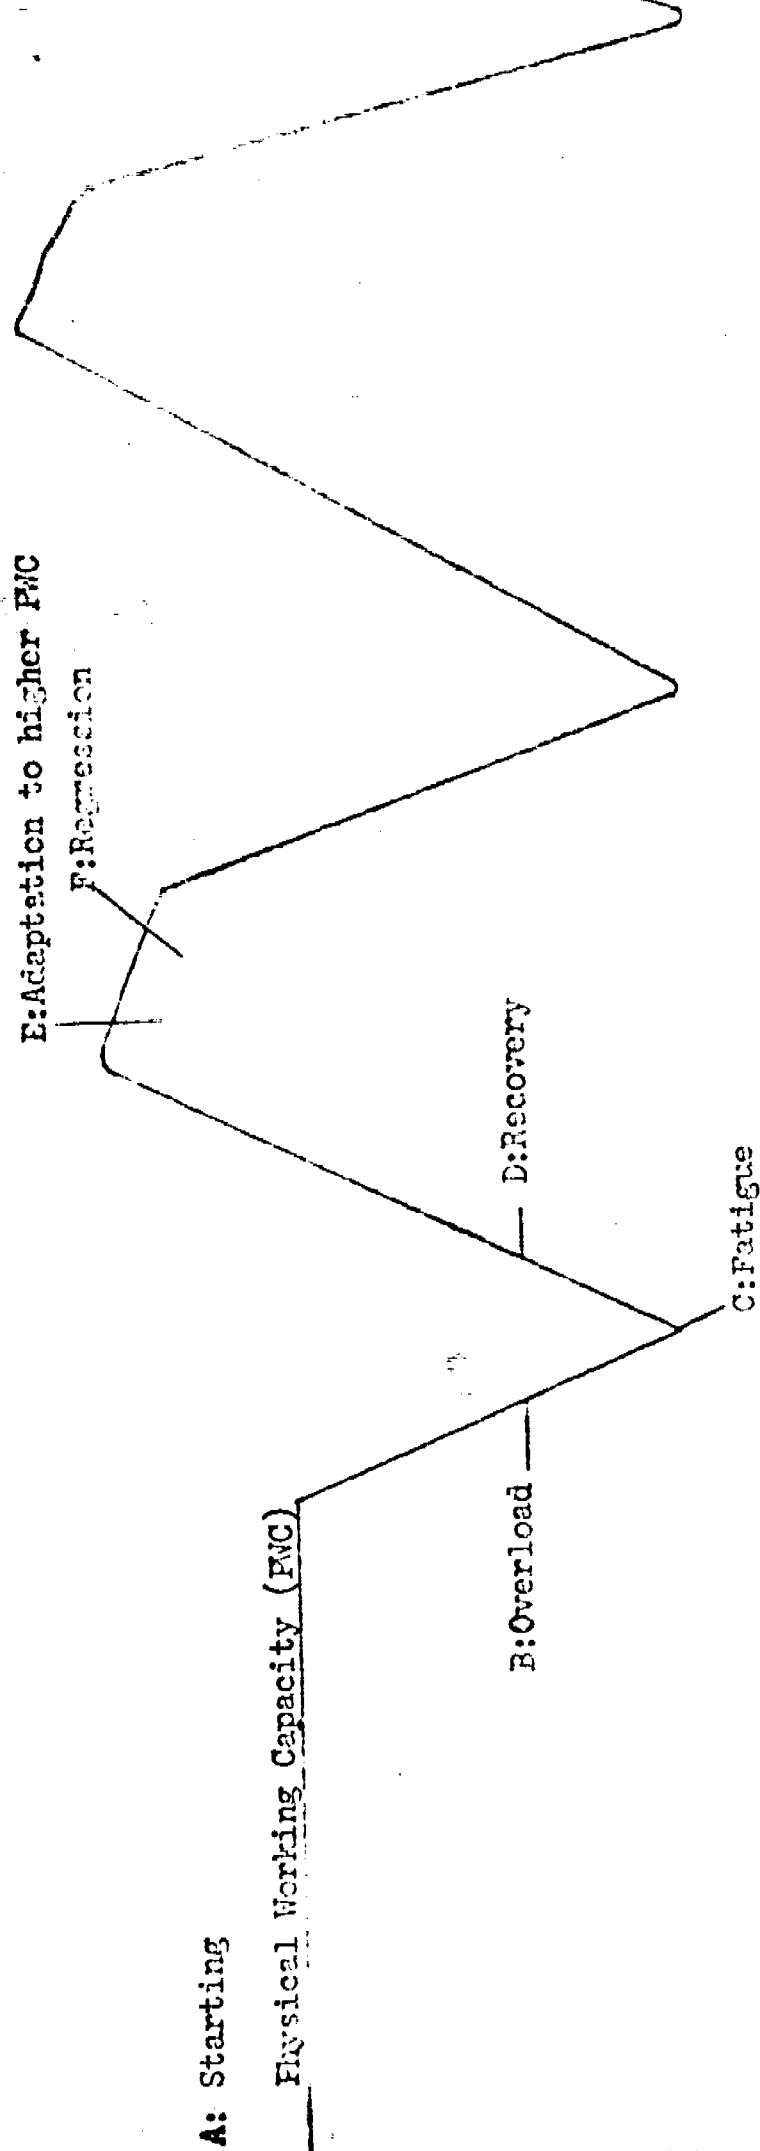 A: Starting
Physical Working Capacity (PWC)
B:Overload
C:Fatigue
D:Recovery
E:Adaptation to higher PWC
F:Regression